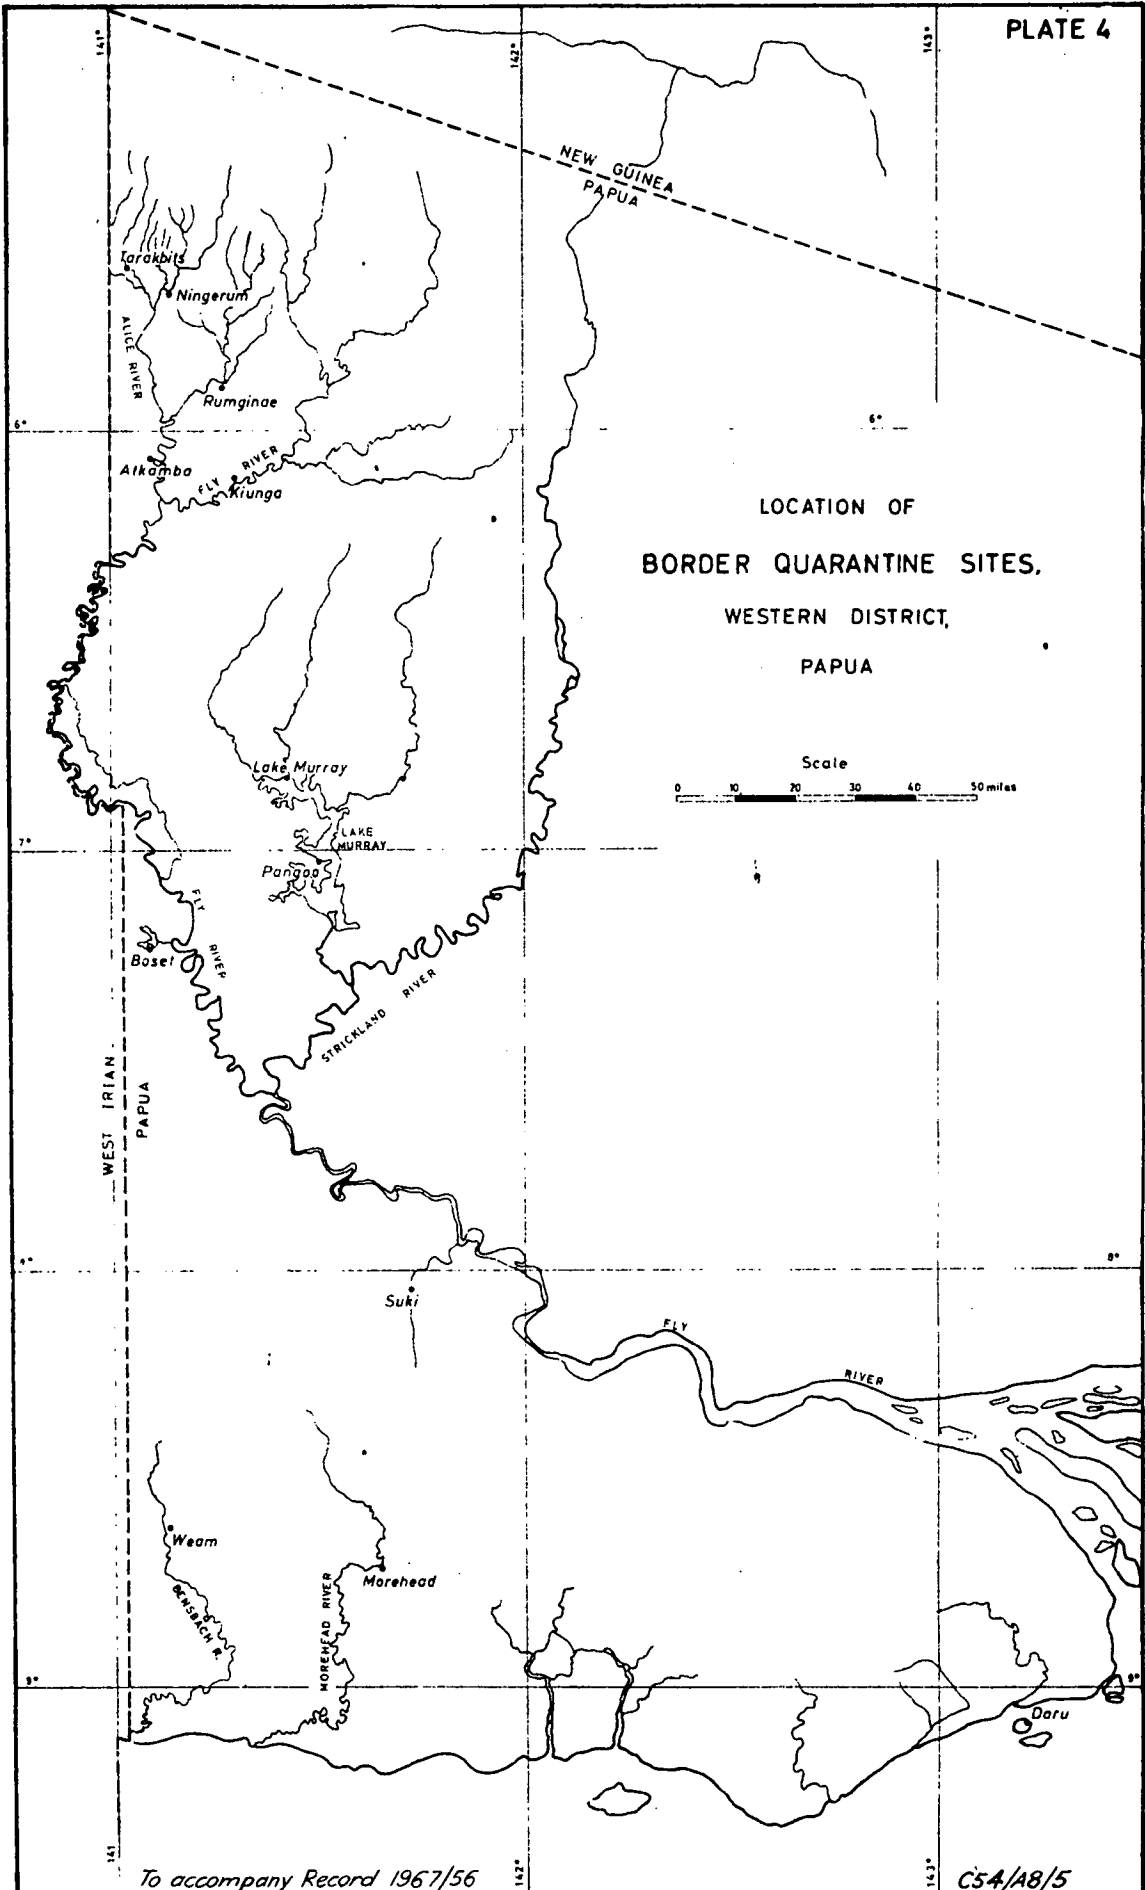 PLATE 4
141°
142°
143°
NEW GUINEA
PAPUA
Tarakbits
Ningerum
ALICE RIVER
Rumginae
6°
6°
Atkamba
FLY RIVER
Kiunga
LOCATION OF
BORDER QUARANTINE SITES,
WESTERN DISTRICT,
PAPUA
Scale
0 10 20 30 40 50 miles
Lake Murray
LAKE
MURRAY
7°
Pangoa
FLY RIVER
Boset
STRICKLAND RIVER
WEST IRIAN
PAPUA
8°
Suki
FLY RIVER
Weam
Morehead
BENSBACH R.
MOREHEAD RIVER
9°
9°
Daru
141
142°
143°
To accompany Record 1967/56
C54/A8/5